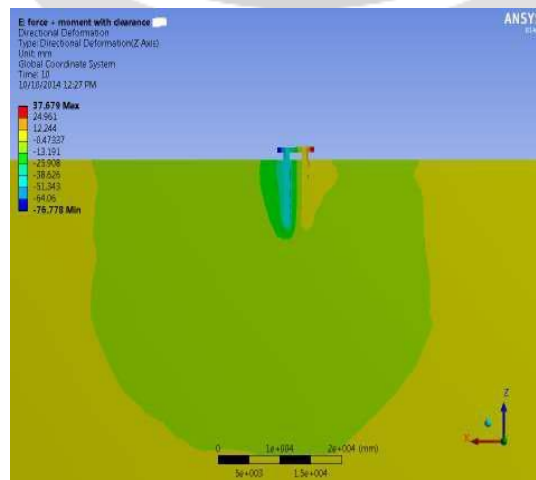 E: force + moment with clearance
Directional Deformation
Type: Directional Deformation(Z Axis)
Unit: mm
Global Coordinate System
Time: 10
10/10/2014 12:27 PM
37.679 Max
24.961
12.244
-0.47337
-13.191
-25.908
-38.626
-51.343
-64.06
-76.778 Min
ANSYS
Z
X
0 1e+004 2e+004 (mm)
5e+003 1.5e+004